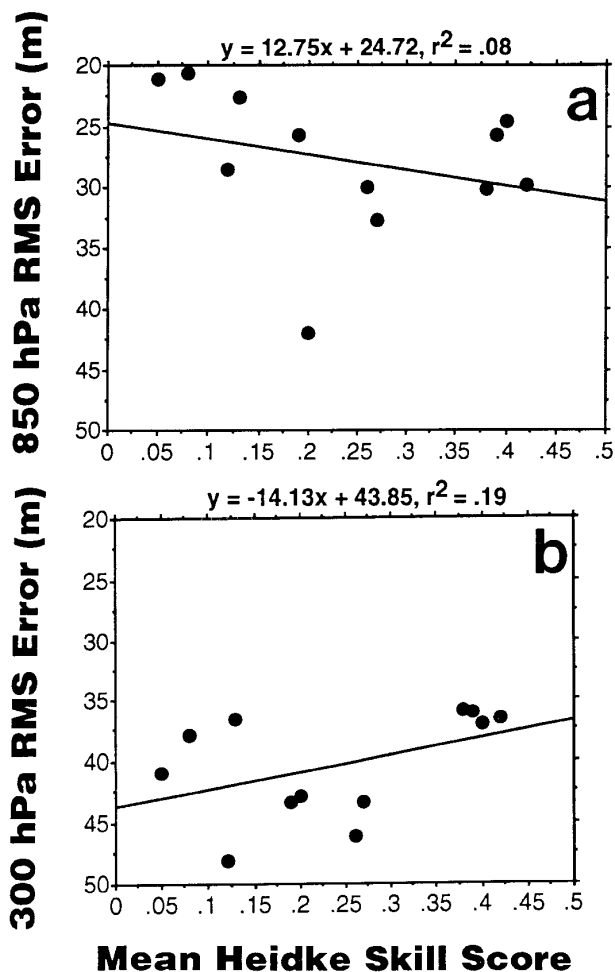 y = 12.75x + 24.72, r2 = .08
850 hPa RMS Error (m)
20
25
30
35
40
45
50
a
0 .05 .1 .15 .2 .25 .3 .35 .4 .45 .5
y = -14.13x + 43.85, r2 = .19
300 hPa RMS Error (m)
20
25
30
35
40
45
50
b
0 .05 .1 .15 .2 .25 .3 .35 .4 .45 .5
Mean Heidke Skill Score